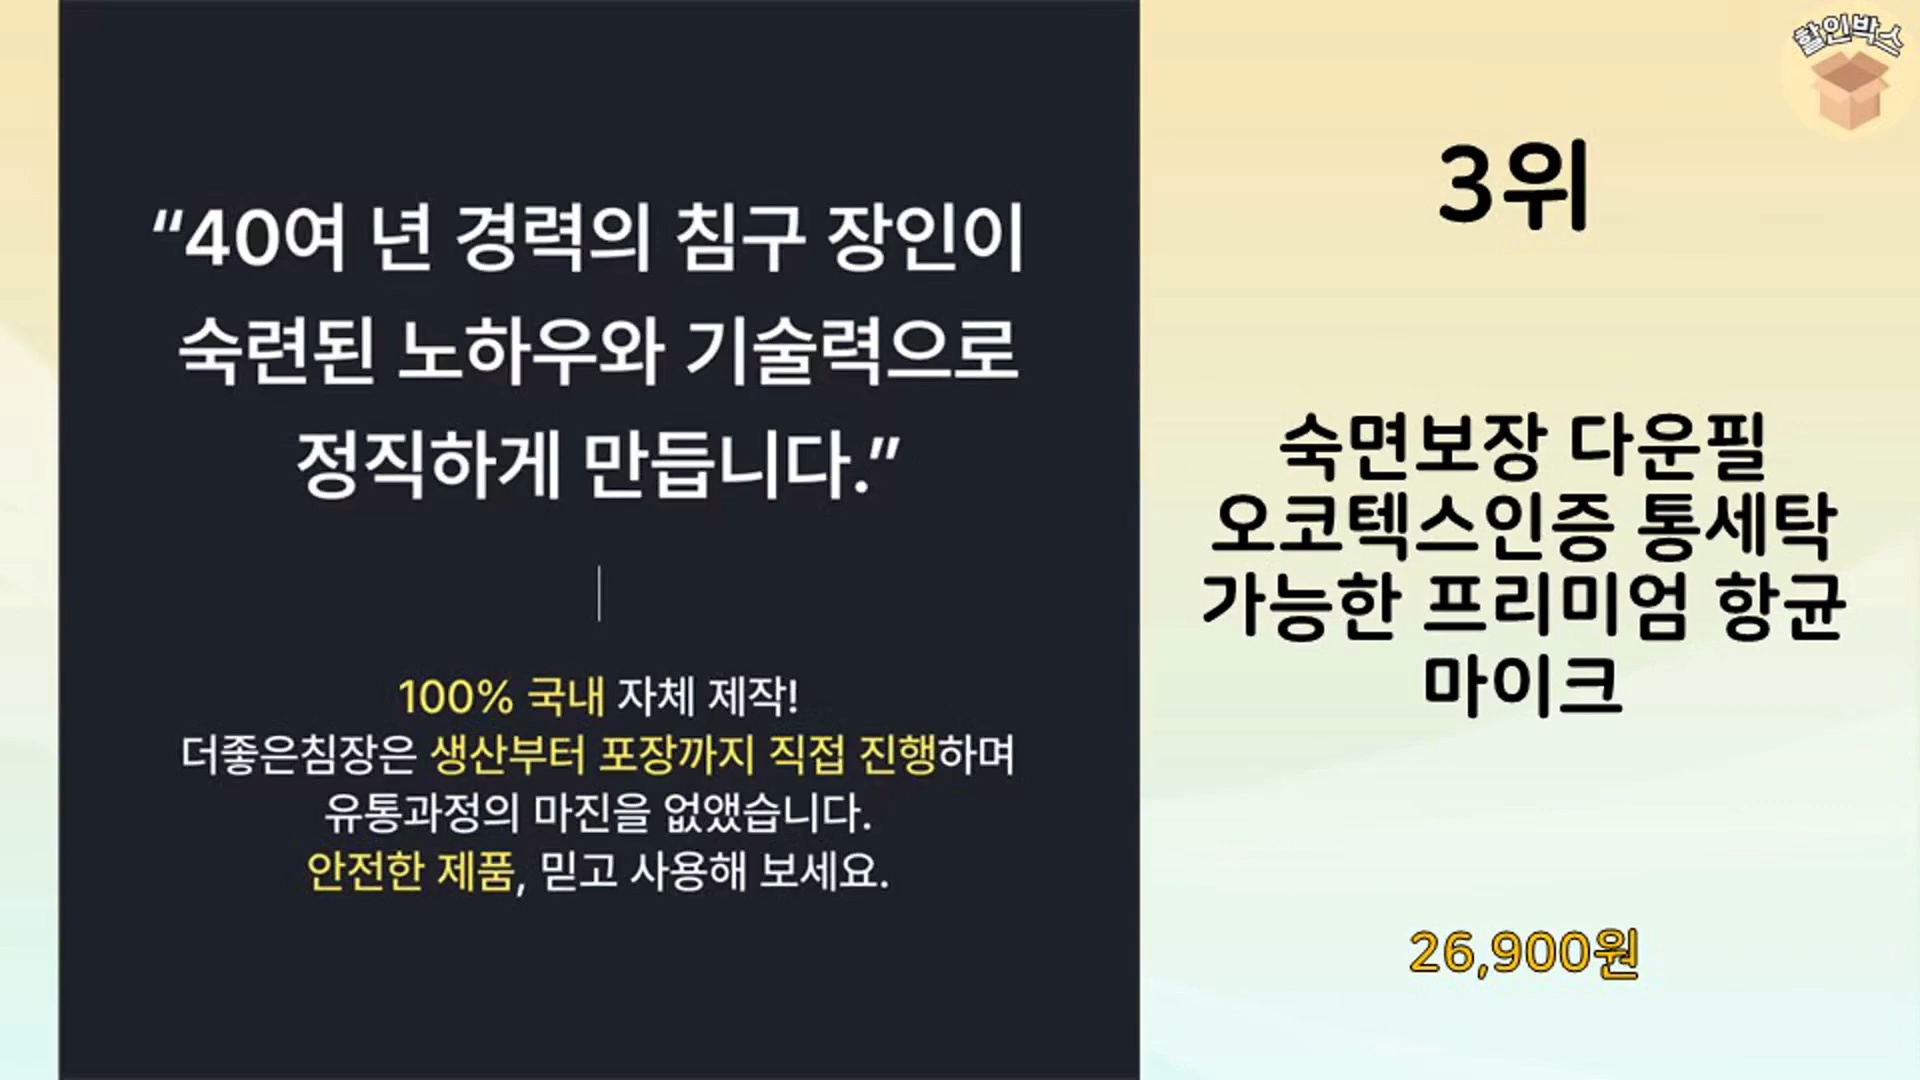 “40여 년 경력의 침구 장인이
숙련된 노하우와 기술력으로
정직하게 만듭니다.”
100% 국내 자체 제작!
더좋은침장은 생산부터 포장까지 직접 진행하며
유통과정의 마진을 없앴습니다.
안전한 제품, 믿고 사용해 보세요.
할인박스
3위
숙면보장 다운필
오코텍스인증 통세탁
가능한 프리미엄 항균
마이크
26,900원